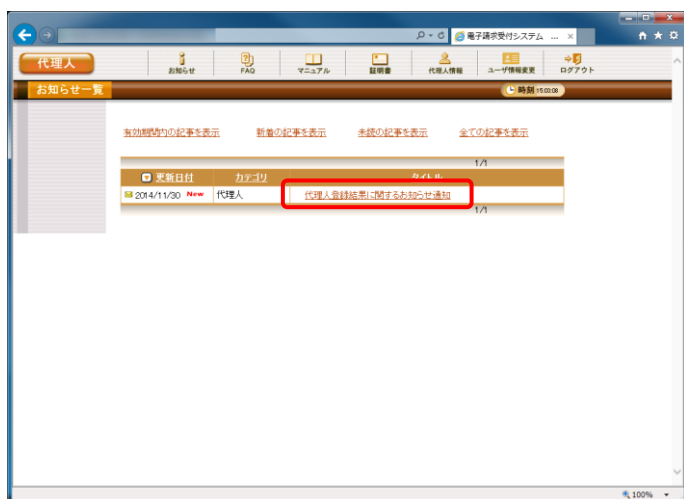 電子請求受付システム ...
代理人
お知らせ FAQ マニュアル 証明書 代理人情報 ユーザ情報変更 ログアウト
お知らせ一覧
時刻 15:03:08
有効期間内の記事を表示 新着の記事を表示 未読の記事を表示 全ての記事を表示
1/1
更新日付 カテゴリ タイトル
2014/11/30 New 代理人 代理人登録結果に関するお知らせ通知
1/1
100%